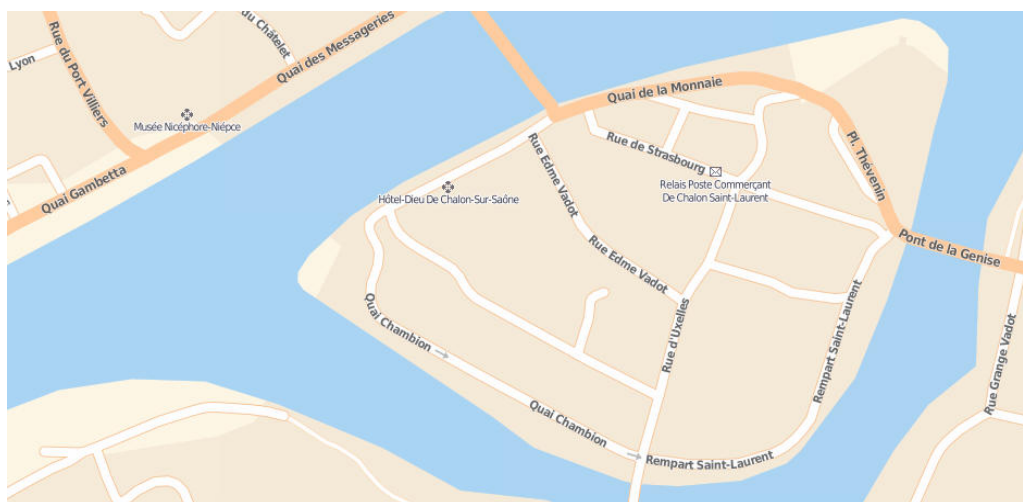 Lyon
Rue du Port Villiers
du Châtelet
Quai des Messageries
Musée Nicéphore-Niépce
Quai Gambetta
Quai de la Monnaie
Rue de Strasbourg
Pl. Thévenin
Relais Poste Commerçant
De Chalon Saint-Laurent
Rue Edme Vadot
Hôtel-Dieu De Chalon-Sur-Saône
Rue Edme Vadot
Pont de la Genise
Quai Chambion
Rue d'Uxelles
Rempart Saint-Laurent
Rue Grange Vadot
Quai Chambion
Rempart Saint-Laurent